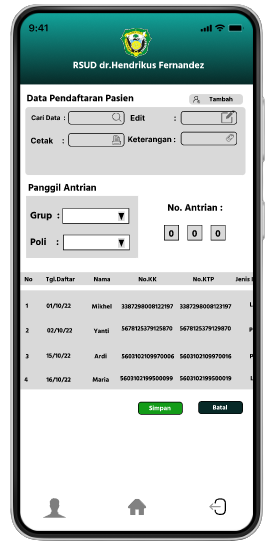 9:41
RSUD dr.Hendrikus Fernandez
Data Pendaftaran Pasien
Tambah
Cari Data : Edit :
Cetak : Keterangan :
Panggil Antrian
Grup :
Poli :
No. Antrian :
0 0 0
No Tgl.Daftar Nama No.KK No.KTP Jenis
1 01/10/22 Mikhel 3387298008122197 3387298008123197 L
2 02/10/22 Yanti 5678125379125870 5678125379129870 P
3 15/10/22 Ardi 5603102109970006 5603102109970016 P
4 16/10/22 Maria 5603102199500099 5603102199500019 L
Simpan Batal